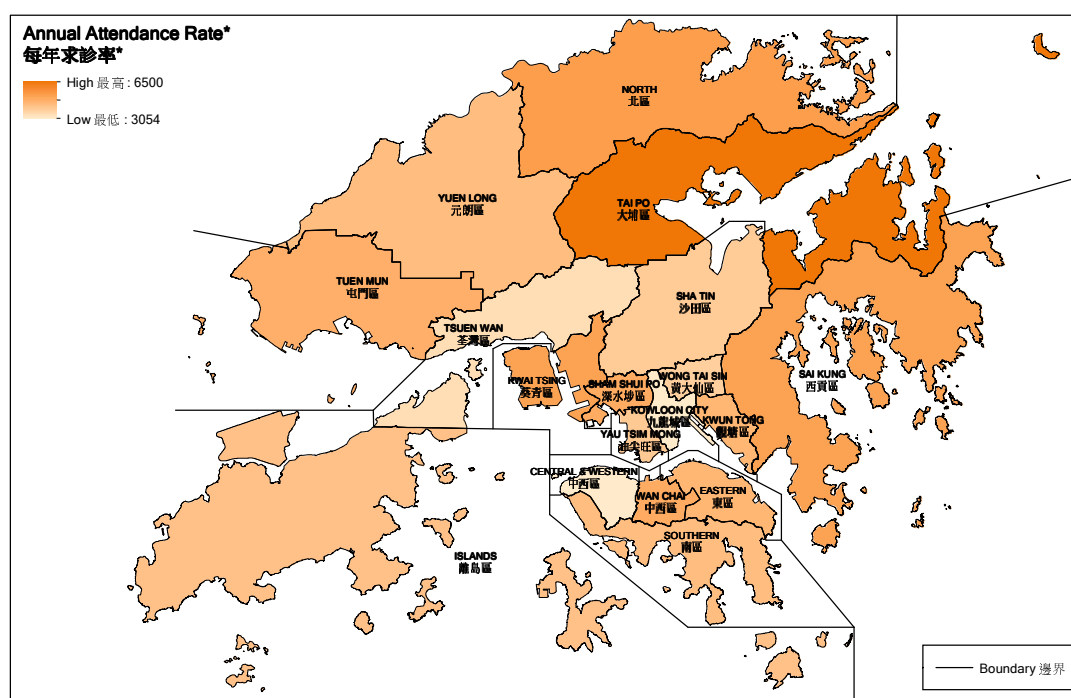 Annual Attendance Rate*
每年求診率*
High 最高 : 6500
Low 最低 : 3054
NORTH
北區
YUEN LONG
元朗區
TAI PO
大埔區
TUEN MUN
屯門區
SHA TIN
沙田區
TSUEN WAN
荃灣區
SAI KUNG
西貢區
KWAI TSING
葵青區
SHAM SHUI PO
深水埗區
WONG TAI SIN
黃大仙區
KOWLOON CITY
九龍城區
KWUN TONG
觀塘區
YAU TSIM MONG
油尖旺區
CENTRAL & WESTERN
中西區
WAN CHAI
中西區
EASTERN
東區
SOUTHERN
南區
ISLANDS
離島區
Boundary 邊界